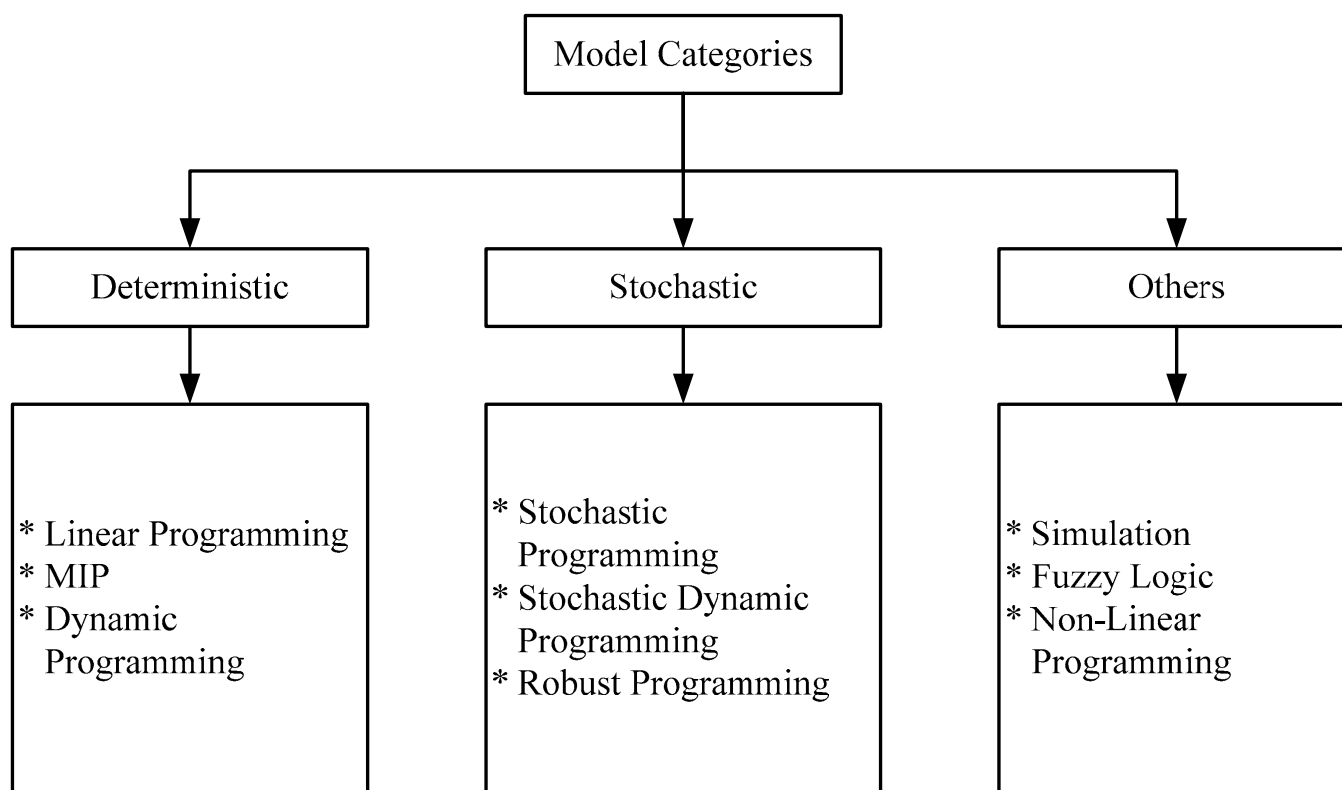 Model Categories
Deterministic
Stochastic
Others
* Linear Programming
* MIP
* Dynamic
Programming
* Stochastic
Programming
* Stochastic Dynamic
Programming
* Robust Programming
* Simulation
* Fuzzy Logic
* Non-Linear
Programming